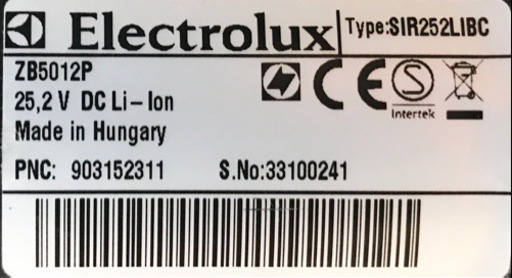 Electrolux Type:SIR252LIBC
ZB5012P
25,2 V DC Li-Ion
Made in Hungary
Intertek
PNC: 903152311 S.No:33100241